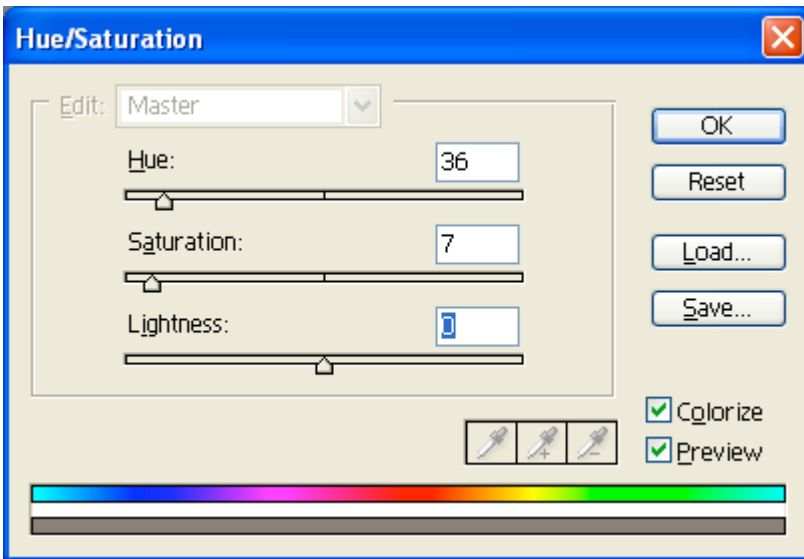 Hue/Saturation
Edit: Master
Hue: 36
Saturation: 7
Lightness: 0
OK
Reset
Load...
Save...
Colorize
Preview